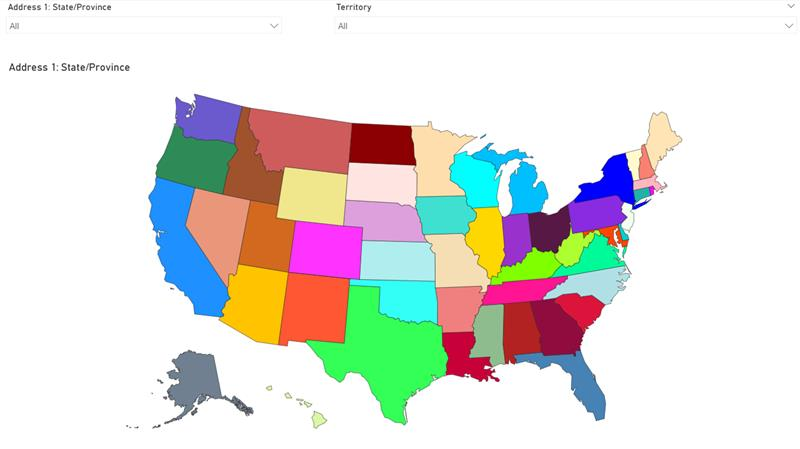 Address 1: State/Province
Territory
All
All
Address 1: State/Province